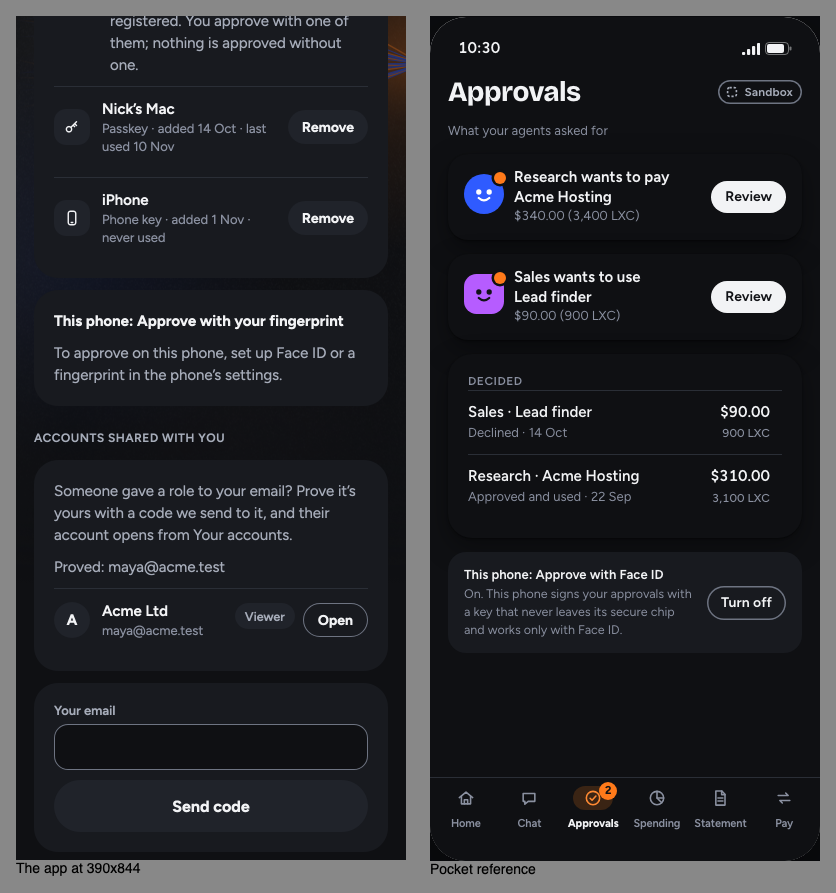 registered. You approve with one of
them; nothing is approved without
one.
Nick’s Mac
Passkey · added 14 Oct · last
used 10 Nov
Remove
iPhone
Phone key · added 1 Nov ·
never used
Remove
This phone: Approve with your fingerprint
To approve on this phone, set up Face ID or a
fingerprint in the phone’s settings.
ACCOUNTS SHARED WITH YOU
Someone gave a role to your email? Prove it’s
yours with a code we send to it, and their
account opens from Your accounts.
Proved: maya@acme.test
A
Acme Ltd
maya@acme.test
Viewer
Open
Your email
Send code
The app at 390x844
10:30
Approvals
Sandbox
What your agents asked for
Research wants to pay
Acme Hosting
$340.00 (3,400 LXC)
Review
Sales wants to use
Lead finder
$90.00 (900 LXC)
Review
DECIDED
Sales · Lead finder
$90.00
Declined · 14 Oct
900 LXC
Research · Acme Hosting
$310.00
Approved and used · 22 Sep
3,100 LXC
This phone: Approve with Face ID
On. This phone signs your approvals with
a key that never leaves its secure chip
and works only with Face ID.
Turn off
2
Home
Chat
Approvals
Spending
Statement
Pay
Pocket reference